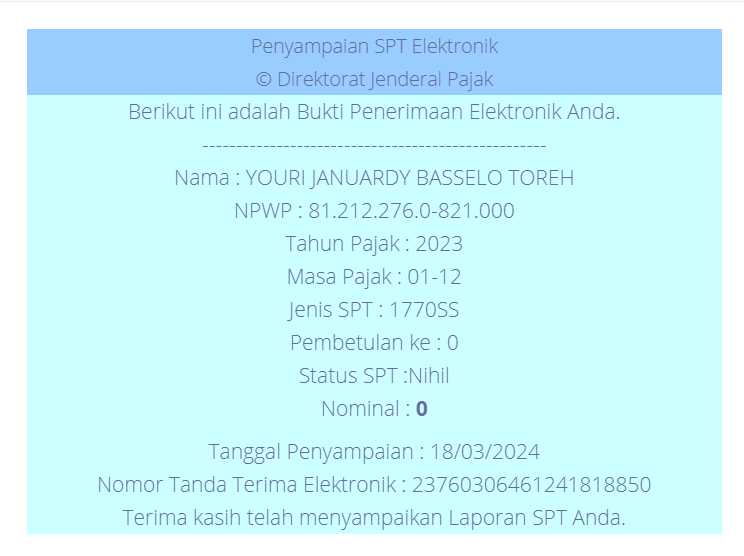 Penyampaian SPT Elektronik
© Direktorat Jenderal Pajak
Berikut ini adalah Bukti Penerimaan Elektronik Anda.
---------------------------------------------------
Nama : YOURI JANUARDY BASSELO TOREH
NPWP : 81.212.276.0-821.000
Tahun Pajak : 2023
Masa Pajak : 01-12
Jenis SPT : 1770SS
Pembetulan ke : 0
Status SPT :Nihil
Nominal : 0
Tanggal Penyampaian : 18/03/2024
Nomor Tanda Terima Elektronik : 23760306461241818850
Terima kasih telah menyampaikan Laporan SPT Anda.